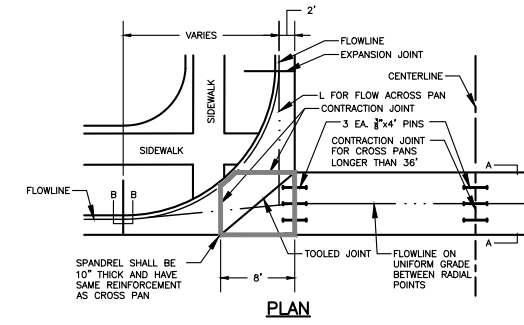 2'
VARIES
FLOWLINE
EXPANSION JOINT
CENTERLINE
SIDEWALK
L FOR FLOW ACROSS PAN
CONTRACTION JOINT
3 EA. ⅜"x4' PINS
SIDEWALK
CONTRACTION JOINT
FOR CROSS PANS
LONGER THAN 36'
A
FLOWLINE
B B
SPANDREL SHALL BE
10" THICK AND HAVE
SAME REINFORCEMENT
AS CROSS PAN
TOOLED JOINT
FLOWLINE ON
UNIFORM GRADE
BETWEEN RADIAL
POINTS
A
8'
PLAN